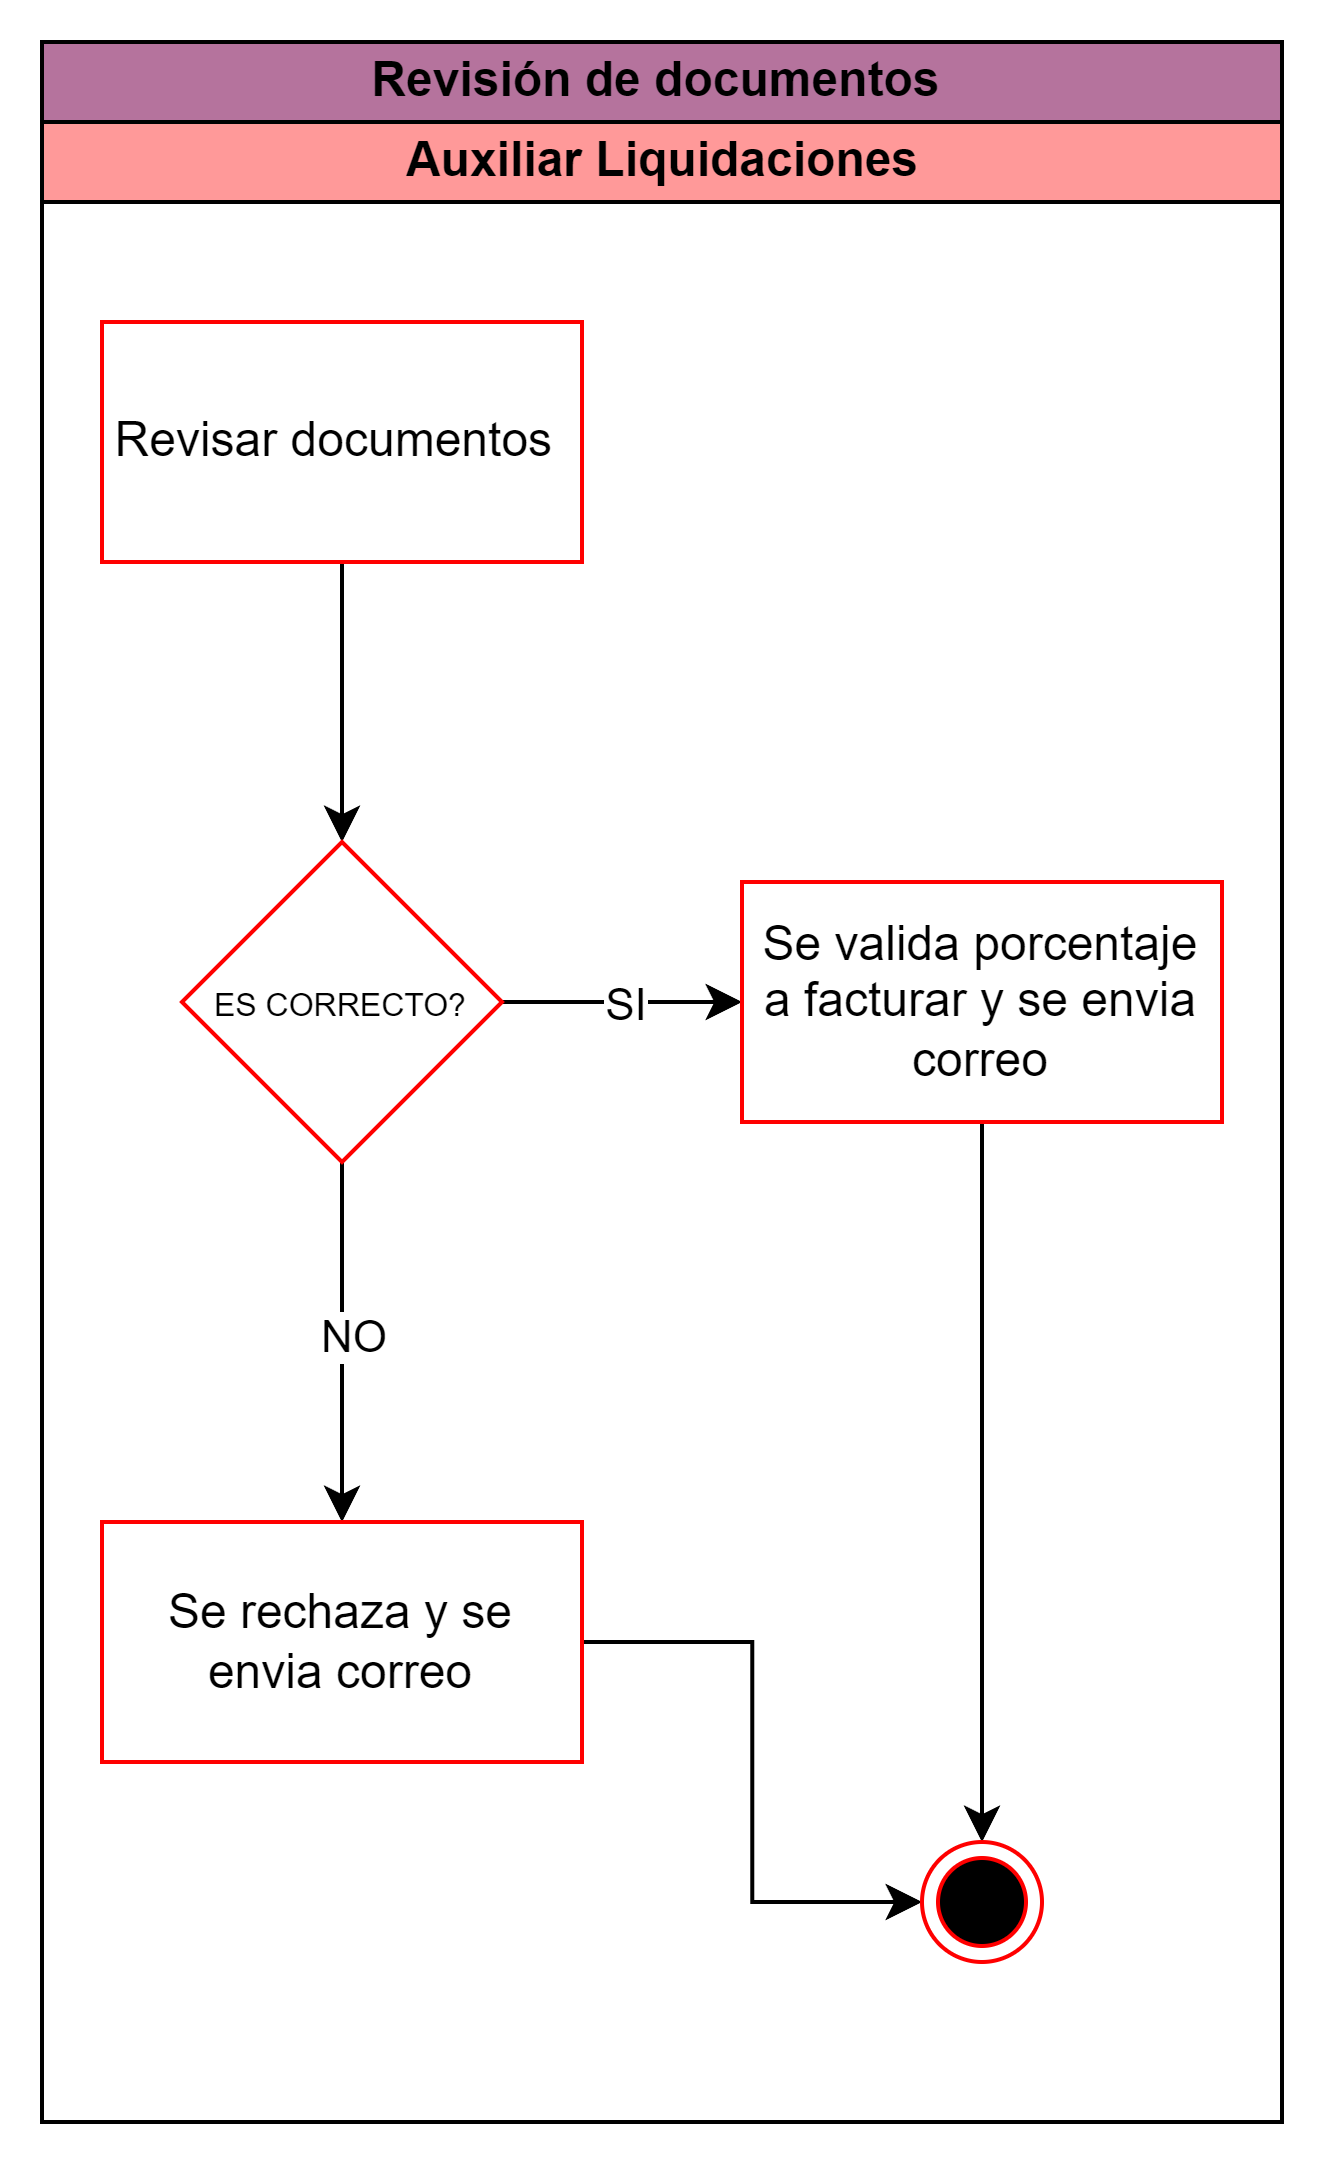 Revisión de documentos
Auxiliar Liquidaciones
Revisar documentos
ES CORRECTO?
SI
Se valida porcentaje
a facturar y se envia
correo
NO
Se rechaza y se
envia correo